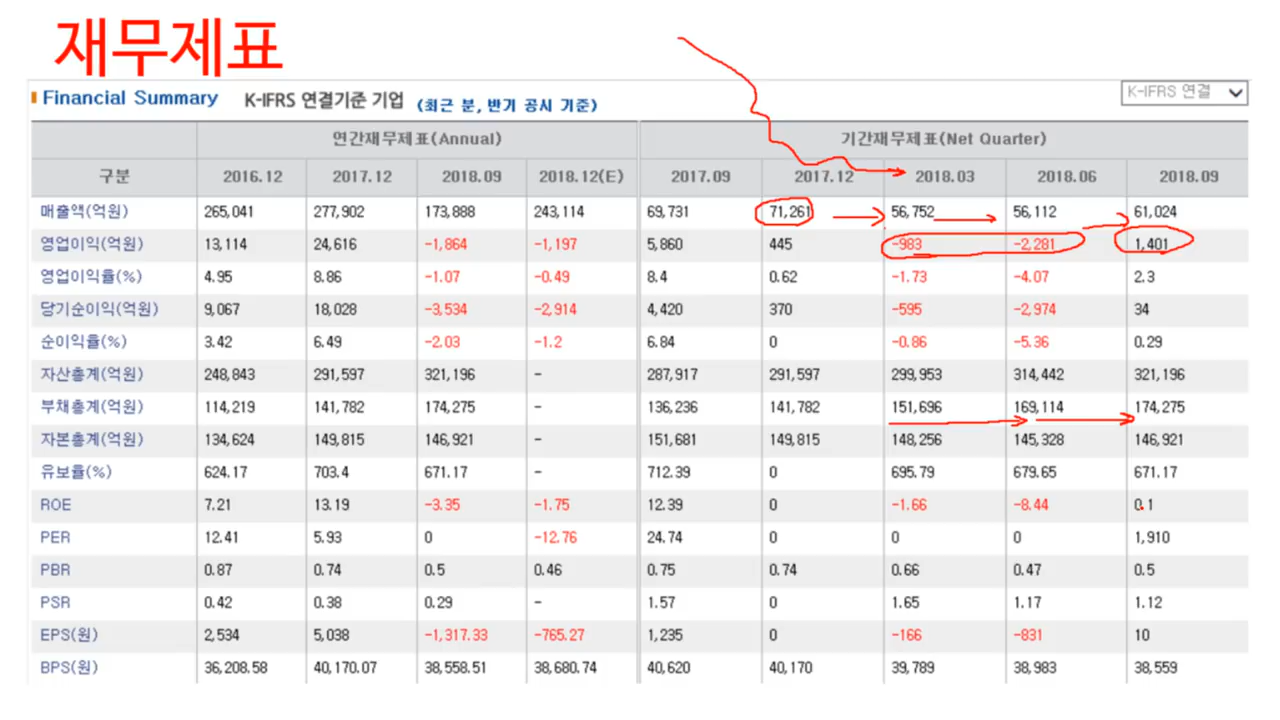 재무제표
Financial Summary K-IFRS 연결기준 기업 (최근 분, 반기 공시 기준) K-IFRS 연결
연간재무제표(Annual) 기간재무제표(Net Quarter)
구분 2016.12 2017.12 2018.09 2018.12(E) 2017.09 2017.12 2018.03 2018.06 2018.09
매출액(억원) 265,041 277,902 173,888 243,114 69,731 71,261 56,752 56,112 61,024
영업이익(억원) 13,114 24,616 -1,864 -1,197 5,860 445 -983 -2,281 1,401
영업이익율(%) 4.95 8.86 -1.07 -0.49 8.4 0.62 -1.73 -4.07 2.3
당기순이익(억원) 9,067 18,028 -3,534 -2,914 4,420 370 -595 -2,974 34
순이익율(%) 3.42 6.49 -2.03 -1.2 6.84 0 -0.86 -5.36 0.29
자산총계(억원) 248,843 291,597 321,196 - 287,917 291,597 299,953 314,442 321,196
부채총계(억원) 114,219 141,782 174,275 - 136,236 141,782 151,696 169,114 174,275
자본총계(억원) 134,624 149,815 146,921 - 151,681 149,815 148,256 145,328 146,921
유보율(%) 624.17 703.4 671.17 - 712.39 0 695.79 679.65 671.17
ROE 7.21 13.19 -3.35 -1.75 12.39 0 -1.66 -8.44 0.1
PER 12.41 5.93 0 -12.76 24.74 0 0 0 1,910
PBR 0.87 0.74 0.5 0.46 0.75 0.74 0.66 0.47 0.5
PSR 0.42 0.38 0.29 - 1.57 0 1.65 1.17 1.12
EPS(원) 2,534 5,038 -1,317.33 -765.27 1,235 0 -166 -831 10
BPS(원) 36,208.58 40,170.07 38,558.51 38,680.74 40,620 40,170 39,789 38,983 38,559